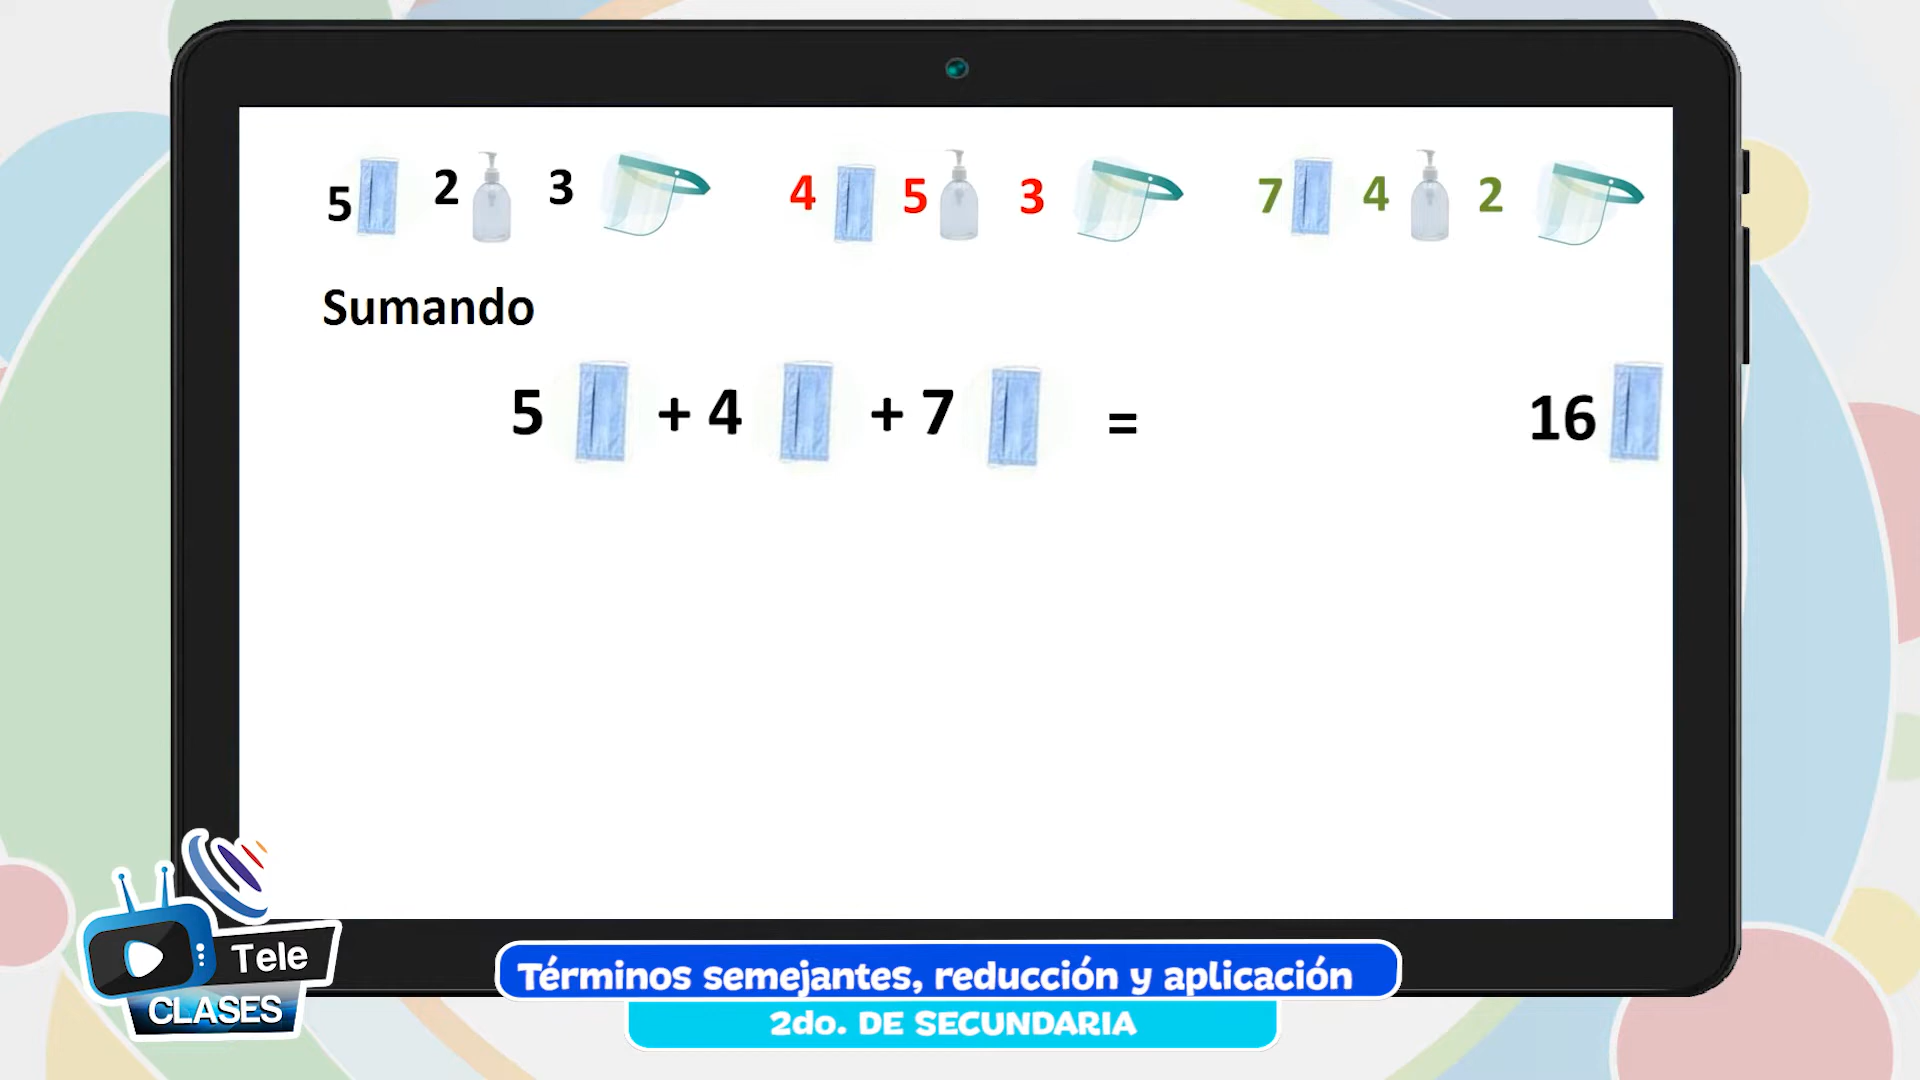 5 2 3 4 5 3 7 4 2
Sumando
5 + 4 + 7 = 16
Tele
CLASES
Términos semejantes, reducción y aplicación
2do. DE SECUNDARIA